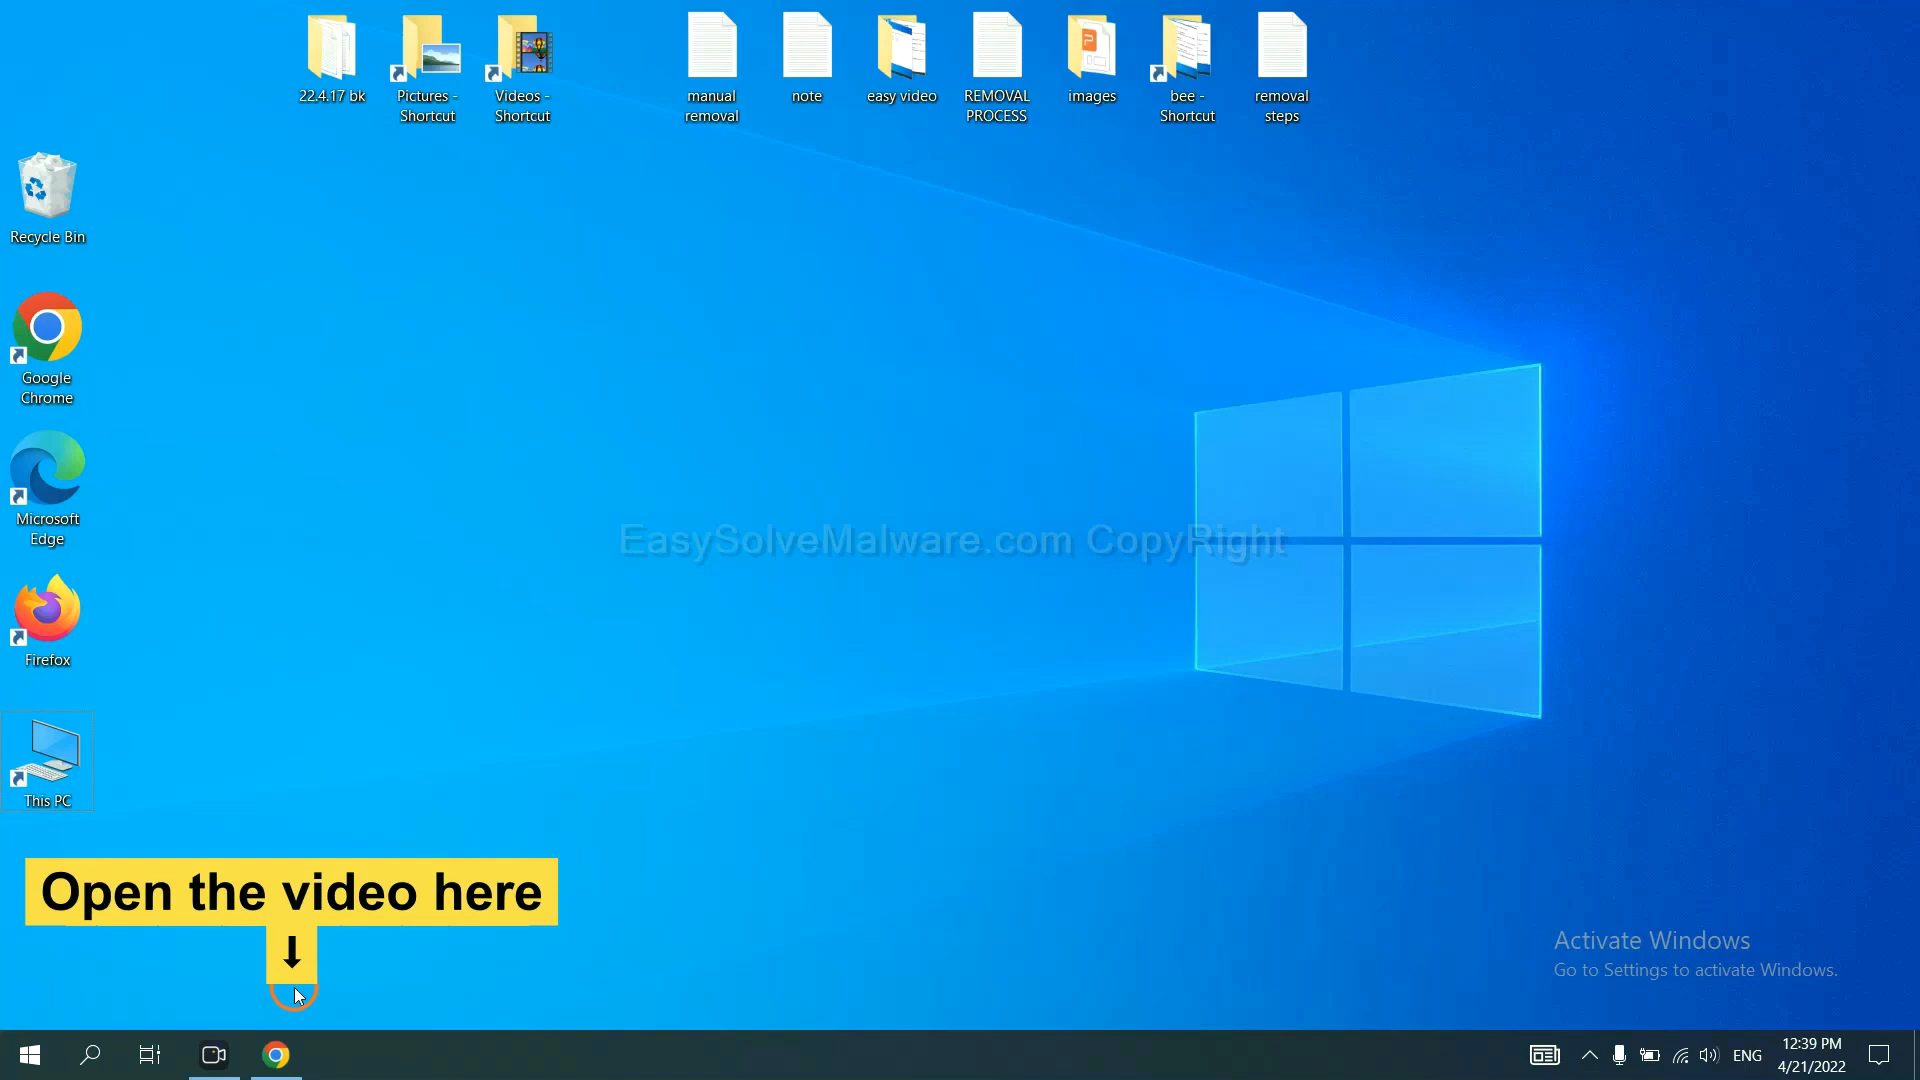 22.4.17 bk
Pictures -
Shortcut
Videos -
Shortcut
manual
removal
note
easy video
REMOVAL
PROCESS
images
bee -
Shortcut
removal
steps
Recycle Bin
Google
Chrome
Microsoft
Edge
Firefox
This PC
EasySolveMalware.com CopyRight
Open the video here
Activate Windows
Go to Settings to activate Windows.
ENG
12:39 PM
4/21/2022